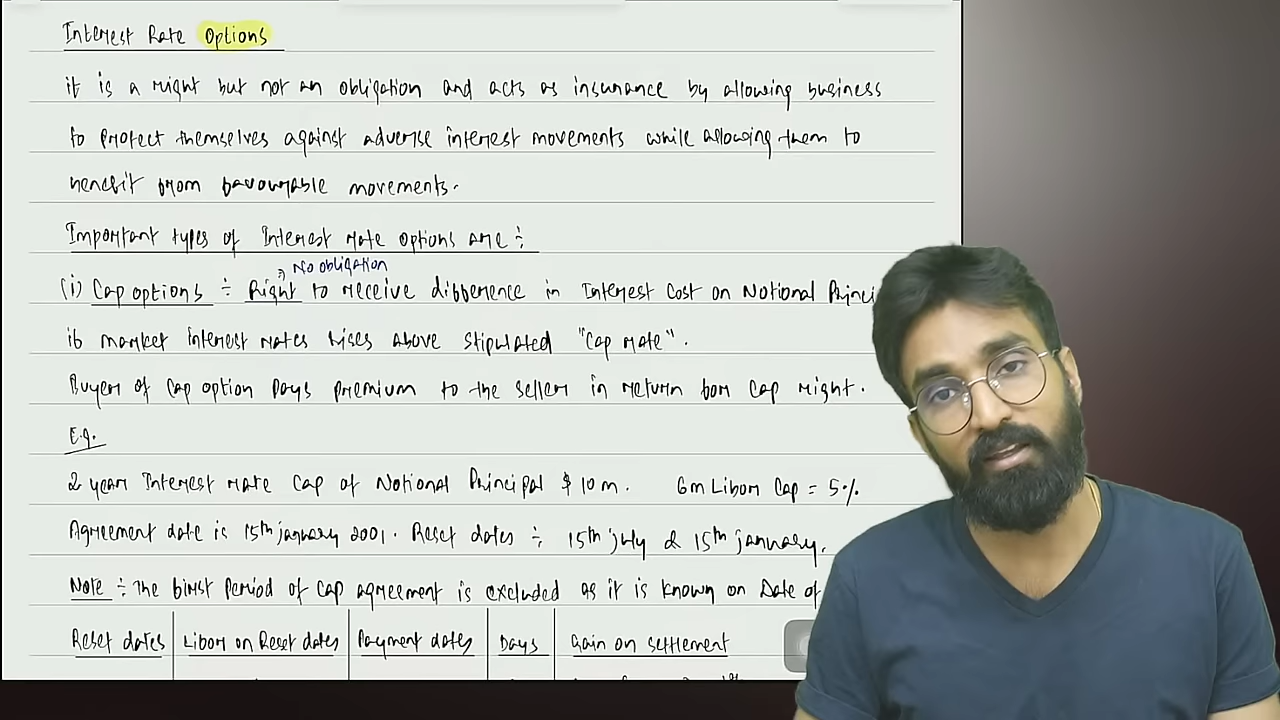 Interest Rate Options
it is a right but not an obligation and acts as insurance by allowing business
to protect themselves against adverse interest movements while allowing them to
benefit from favourable movements.
Important types of Interest rate options are ÷
No obligation
(i) Cap options ÷ Right to receive difference in Interest Cost on Notional Princi
if market interest rates rises above stipulated "Cap rate".
Buyer of Cap option pays premium to the seller in return for Cap right.
E.g.
2 year Interest rate Cap of Notional Principal $ 10 m. 6m Libor Cap = 5%
Agreement date is 15th january 2001. Reset dates ÷ 15th july & 15th january.
Note ÷ The first period of Cap agreement is excluded as it is known on Date of
Reset dates Libor on Reset dates Payment dates Days Gain on settlement